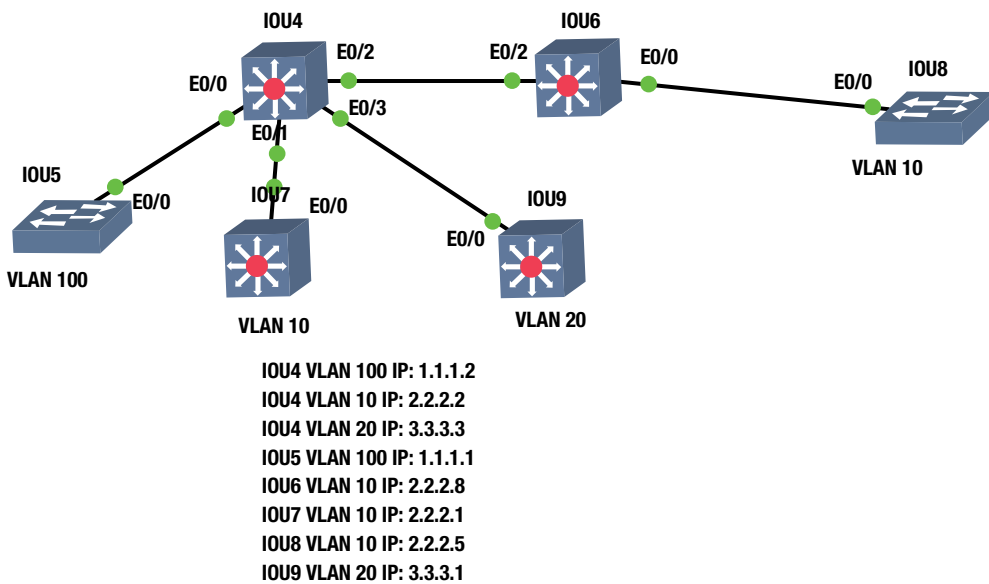 IOU4
IOU6
E0/2
E0/2
E0/0
E0/0
E0/0
IOU8
E0/3
E0/1
VLAN 10
IOU5
IOU7
IOU9
E0/0
E0/0
E0/0
VLAN 100
VLAN 10
VLAN 20
IOU4 VLAN 100 IP: 1.1.1.2
IOU4 VLAN 10 IP: 2.2.2.2
IOU4 VLAN 20 IP: 3.3.3.3
IOU5 VLAN 100 IP: 1.1.1.1
IOU6 VLAN 10 IP: 2.2.2.8
IOU7 VLAN 10 IP: 2.2.2.1
IOU8 VLAN 10 IP: 2.2.2.5
IOU9 VLAN 20 IP: 3.3.3.1